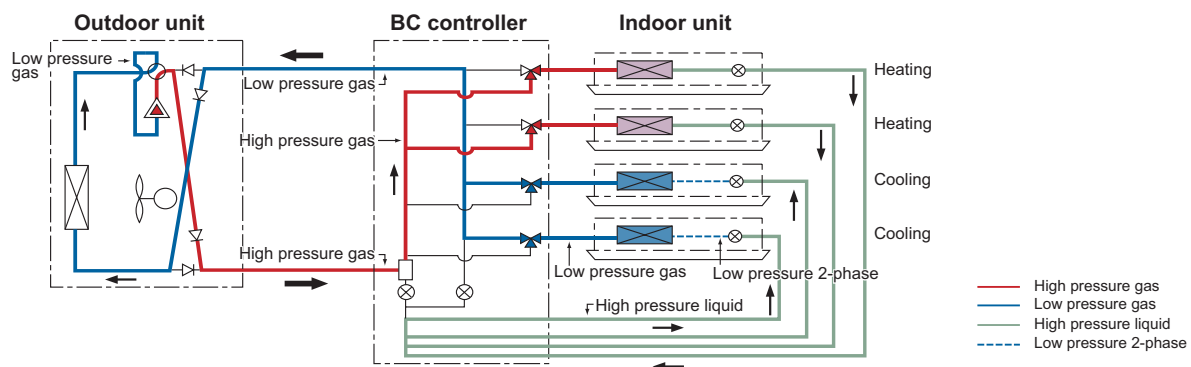 Outdoor unit
BC controller
Indoor unit
Low pressure
gas
Low pressure gas
High pressure gas
High pressure gas
Heating
Heating
Cooling
Cooling
Low pressure gas
Low pressure 2-phase
High pressure liquid
High pressure gas
Low pressure gas
High pressure liquid
Low pressure 2-phase